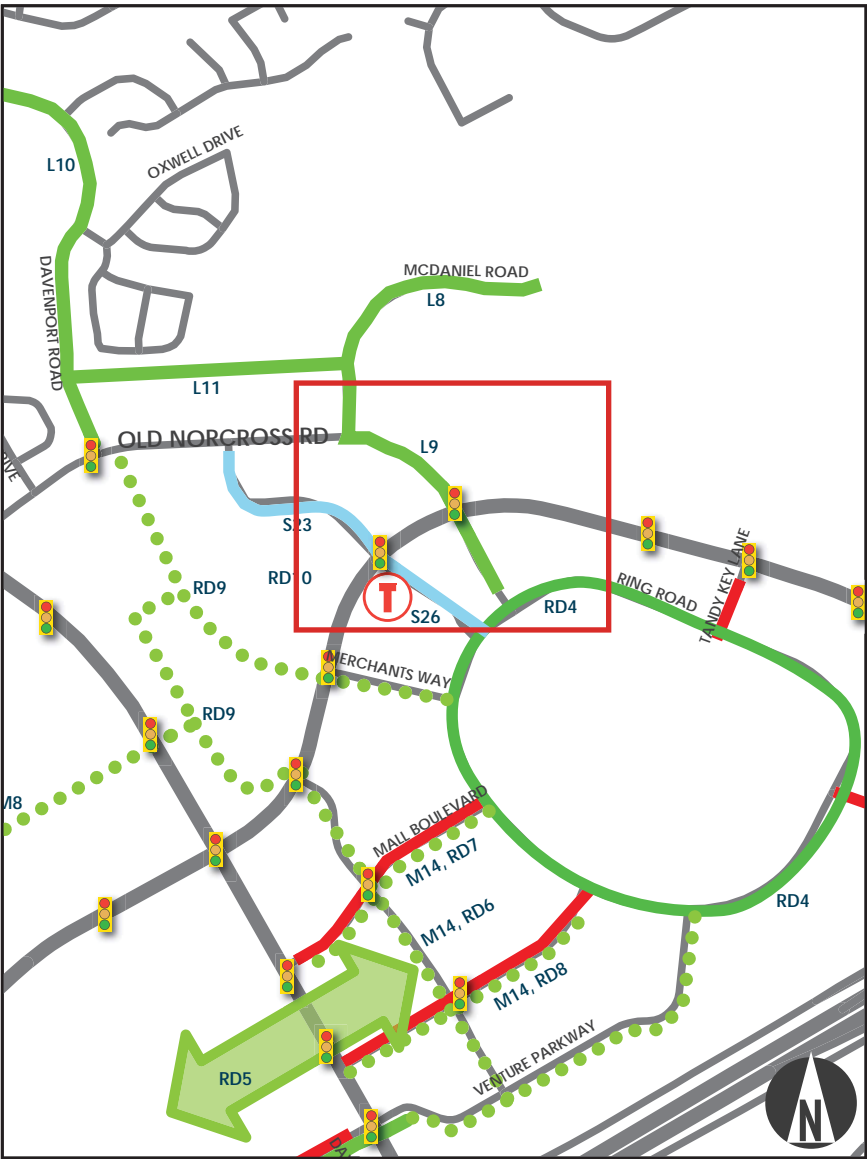 OXWELL DRIVE
L10
DAVENPORT ROAD
MCDANIEL ROAD
L8
L11
OLD NORCROSS RD
L9
S23
RD10
T
S26
RD4
RING ROAD
TANDY KEY LANE
RD9
MERCHANTS WAY
RD9
M8
MALL BOULEVARD
M14, RD7
M14, RD6
RD4
M14, RD8
RD5
VENTURE PARKWAY
N